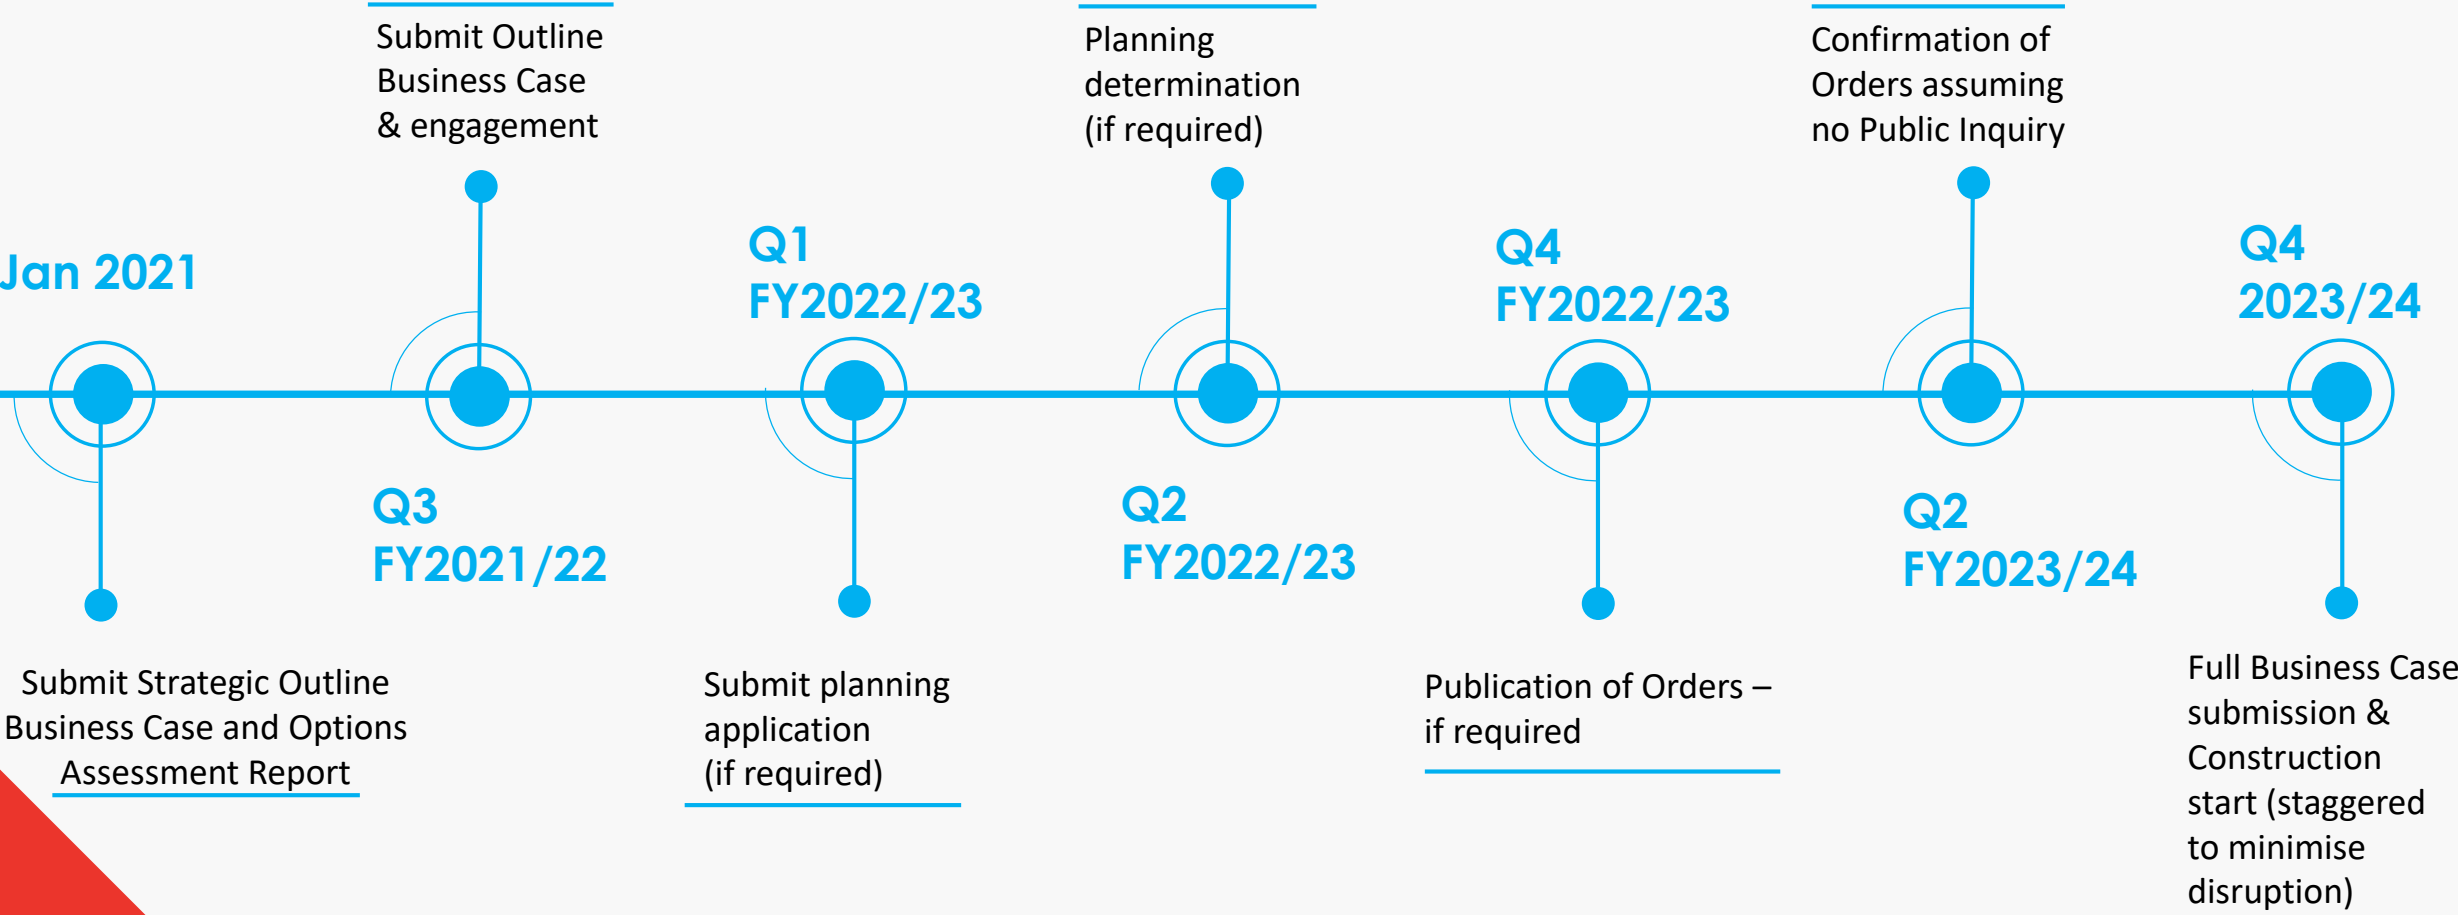 Jan 2021
Submit Strategic Outline
Business Case and Options
Assessment Report
Submit Outline
Business Case
& engagement
Q3
FY2021/22
Q1
FY2022/23
Submit planning
application
(if required)
Planning
determination
(if required)
Q2
FY2022/23
Q4
FY2022/23
Publication of Orders –
if required
Confirmation of
Orders assuming
no Public Inquiry
Q2
FY2023/24
Q4
2023/24
Full Business Case
submission &
Construction
start (staggered
to minimise
disruption)